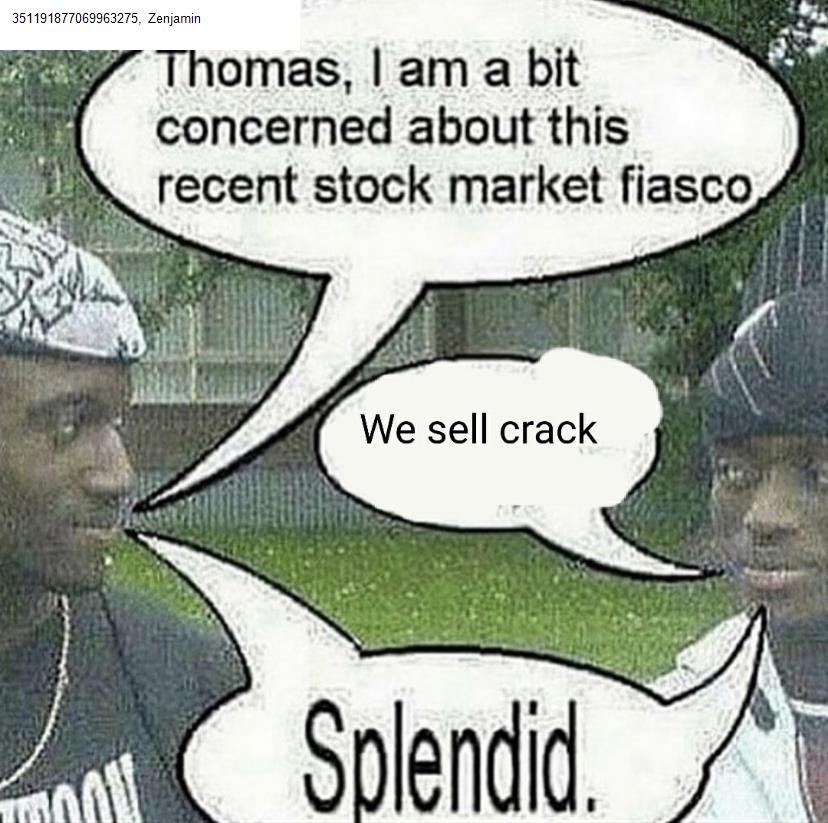 351191877069963275, Zenjamin
Thomas, I am a bit
concerned about this
recent stock market fiasco
We sell crack
Splendid.